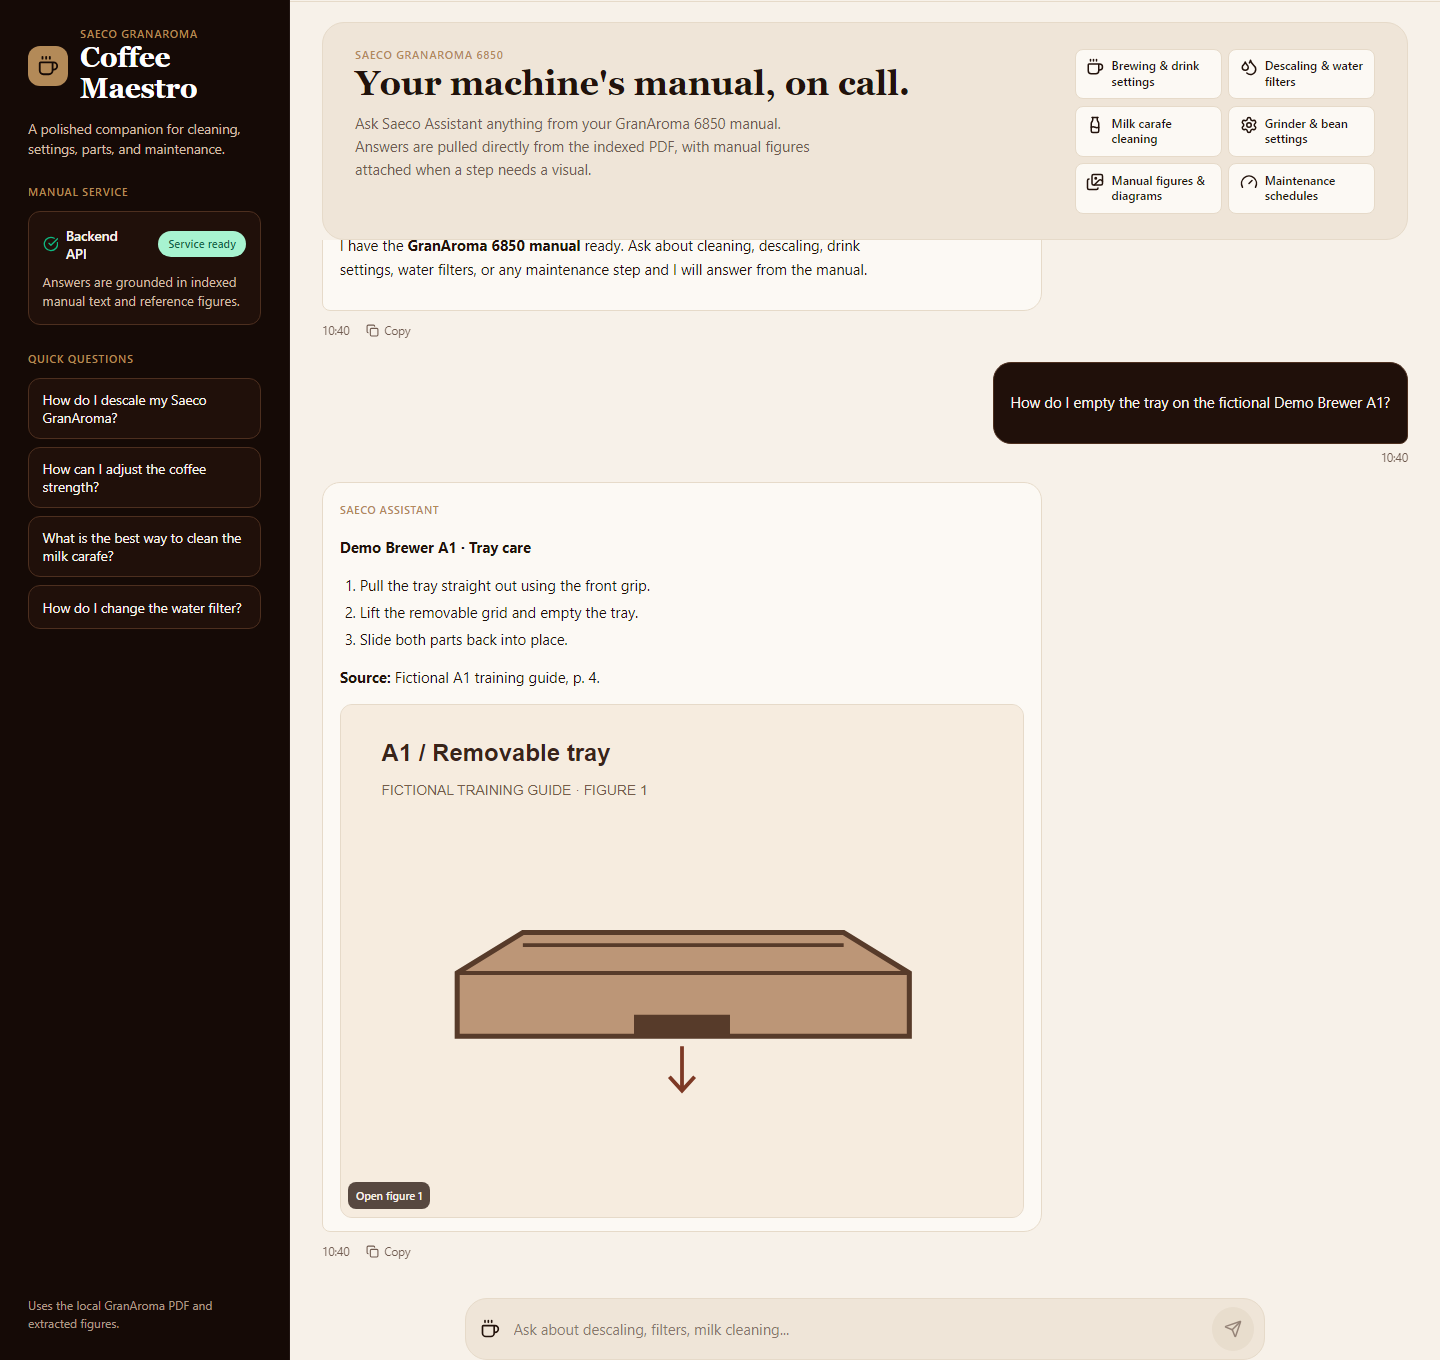 SAECO GRANAROMA
Coffee
Maestro
A polished companion for cleaning,
settings, parts, and maintenance.
MANUAL SERVICE
Backend
API
Service ready
Answers are grounded in indexed
manual text and reference figures.
QUICK QUESTIONS
How do I descale my Saeco
GranAroma?
How can I adjust the coffee
strength?
What is the best way to clean the
milk carafe?
How do I change the water filter?
Uses the local GranAroma PDF and
extracted figures.
SAECO GRANAROMA 6850
Your machine's manual, on call.
Ask Saeco Assistant anything from your GranAroma 6850 manual.
Answers are pulled directly from the indexed PDF, with manual figures
attached when a step needs a visual.
Brewing & drink
settings
Descaling & water
filters
Milk carafe
cleaning
Grinder & bean
settings
Manual figures &
diagrams
Maintenance
schedules
I have the GranAroma 6850 manual ready. Ask about cleaning, descaling, drink
settings, water filters, or any maintenance step and I will answer from the manual.
10:40 Copy
How do I empty the tray on the fictional Demo Brewer A1?
10:40
SAECO ASSISTANT
Demo Brewer A1 · Tray care
1. Pull the tray straight out using the front grip.
2. Lift the removable grid and empty the tray.
3. Slide both parts back into place.
Source: Fictional A1 training guide, p. 4.
A1 / Removable tray
FICTIONAL TRAINING GUIDE · FIGURE 1
Open figure 1
10:40 Copy
Ask about descaling, filters, milk cleaning...